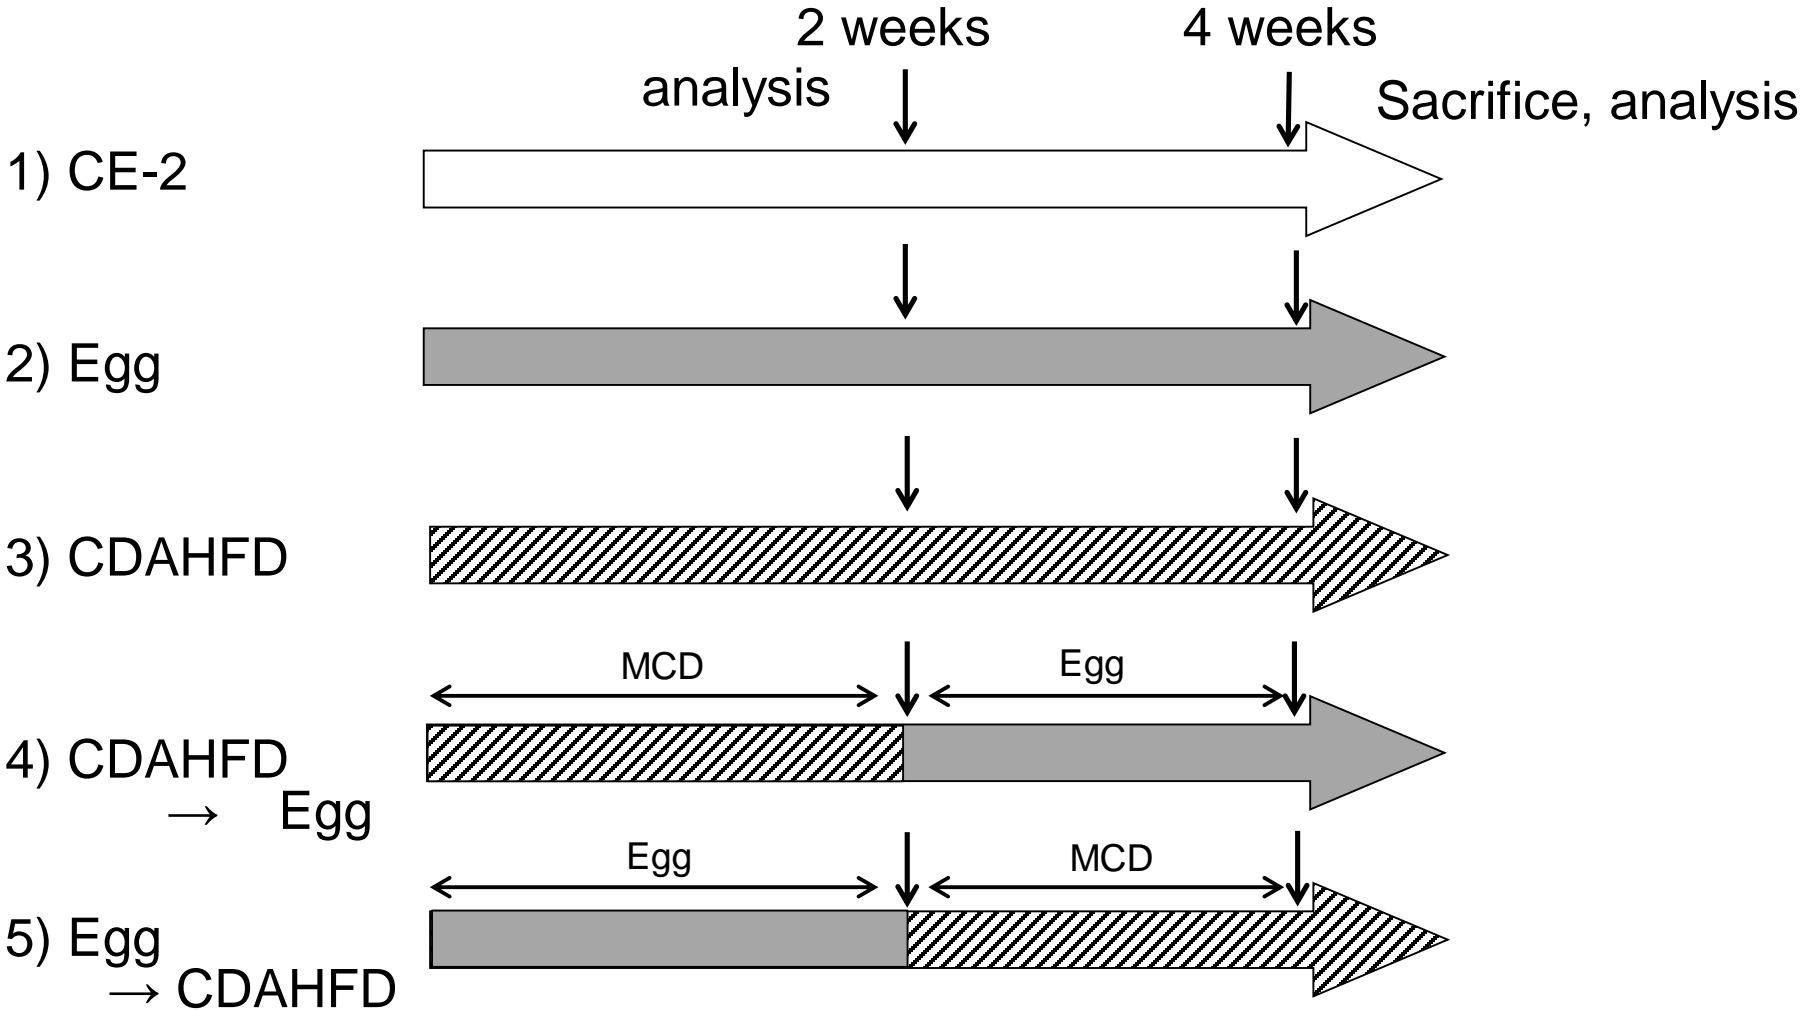 2 weeks 4 weeks
analysis Sacrifice, analysis
1) CE-2
2) Egg
3) CDAHFD
MCD Egg
4) CDAHFD
→ Egg
Egg MCD
5) Egg
→ CDAHFD